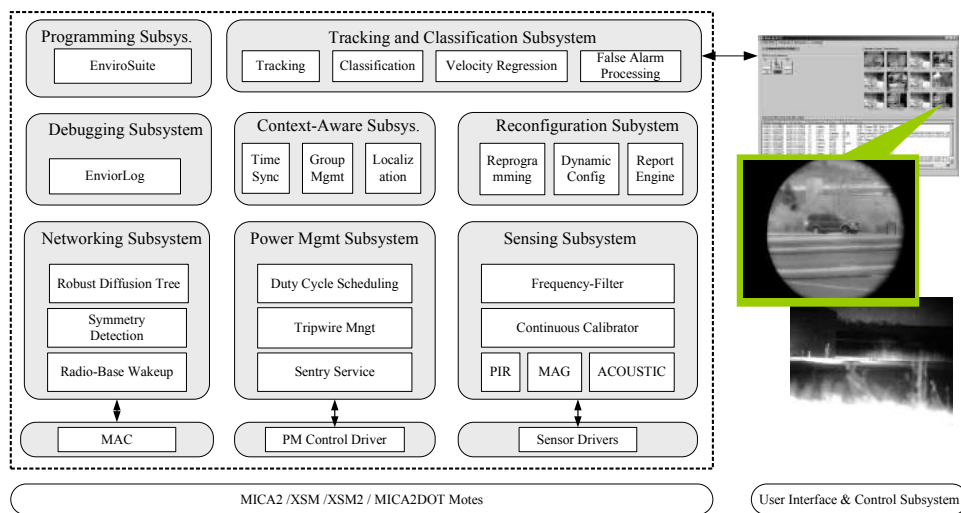 Programming Subsys.
EnviroSuite
Tracking and Classification Subsystem
Tracking
Classification
Velocity Regression
False Alarm
Processing
Debugging Subsystem
EnviorLog
Context-Aware Subsys.
Time
Sync
Group
Mgmt
Localiz
ation
Reconfiguration Subystem
Reprogra
mming
Dynamic
Config
Report
Engine
Networking Subsystem
Robust Diffusion Tree
Symmetry
Detection
Radio-Base Wakeup
Power Mgmt Subsystem
Duty Cycle Scheduling
Tripwire Mngt
Sentry Service
Sensing Subsystem
Frequency-Filter
Continuous Calibrator
PIR
MAG
ACOUSTIC
MAC
PM Control Driver
Sensor Drivers
MICA2 /XSM /XSM2 / MICA2DOT Motes
User Interface & Control Subsystem